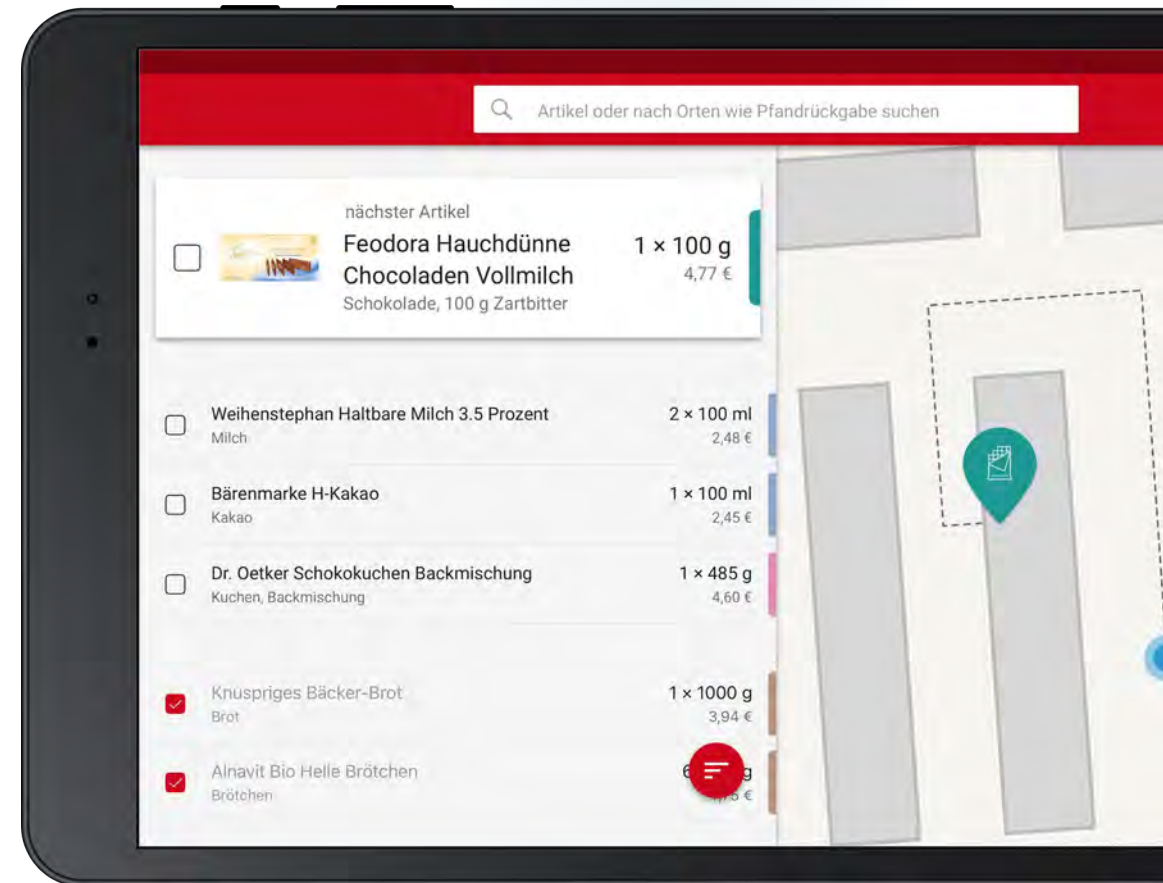 Artikel oder nach Orten wie Pfandrückgabe suchen
nächster Artikel
Feodora Hauchdünne
Chocoladen Vollmilch
1 × 100 g
4,77 €
Schokolade, 100 g Zartbitter
Weihenstephan Haltbare Milch 3.5 Prozent
2 × 100 ml
Milch
2,48 €
Bärenmarke H-Kakao
1 × 100 ml
Kakao
2,45 €
Dr. Oetker Schokokuchen Backmischung
1 × 485 g
Kuchen, Backmischung
4,60 €
Knuspriges Bäcker-Brot
1 × 1000 g
Brot
3,94 €
Alnavit Bio Helle Brötchen
6
g
Brötchen
€